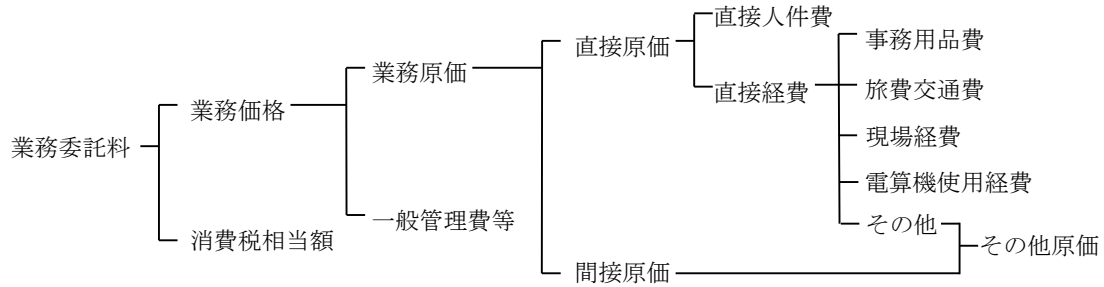 業務委託料
業務価格
消費税相当額
業務原価
一般管理費等
直接原価
間接原価
直接人件費
直接経費
事務用品費
旅費交通費
現場経費
電算機使用経費
その他
その他原価